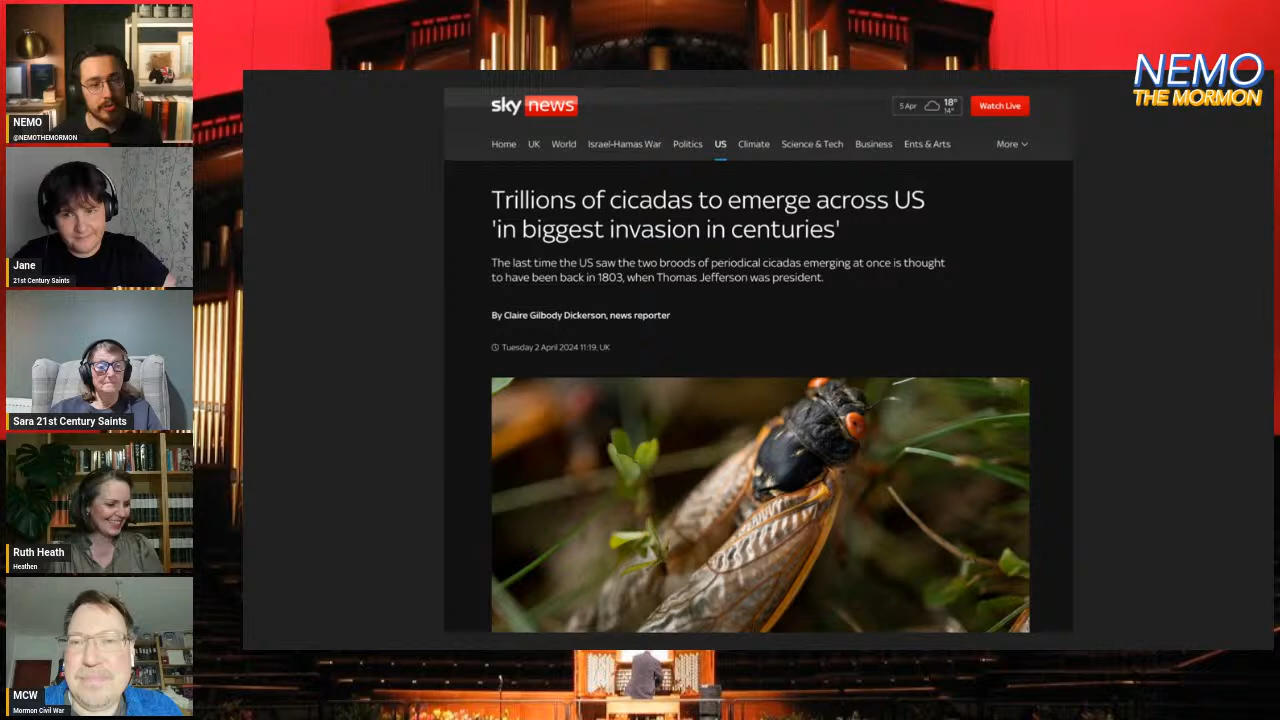 NEMO
@NEMOTHEMORMON
Jane
21st Century Saints
Sara 21st Century Saints
Ruth Heath
Heathen
MCW
Mormon Civil War
NEMO
THE MORMON
sky news
5 Apr 18° 14°
Watch Live
Home UK World Israel-Hamas War Politics US Climate Science & Tech Business Ents & Arts More
Trillions of cicadas to emerge across US
'in biggest invasion in centuries'
The last time the US saw the two broods of periodical cicadas emerging at once is thought
to have been back in 1803, when Thomas Jefferson was president.
By Claire Gilbody Dickerson, news reporter
Tuesday 2 April 2024 11:19, UK